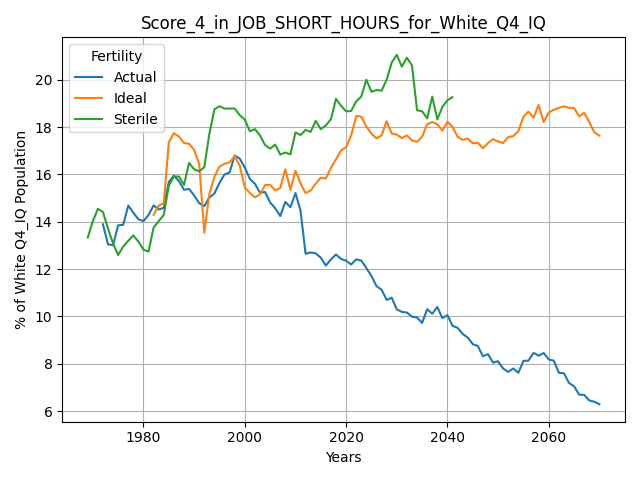 Score_4_in_JOB_SHORT_HOURS_for_White_Q4_IQ
Fertility
Actual
Ideal
Sterile
% of White Q4_IQ Population
20
18
16
14
12
10
8
6
1980
2000
2020
2040
2060
Years